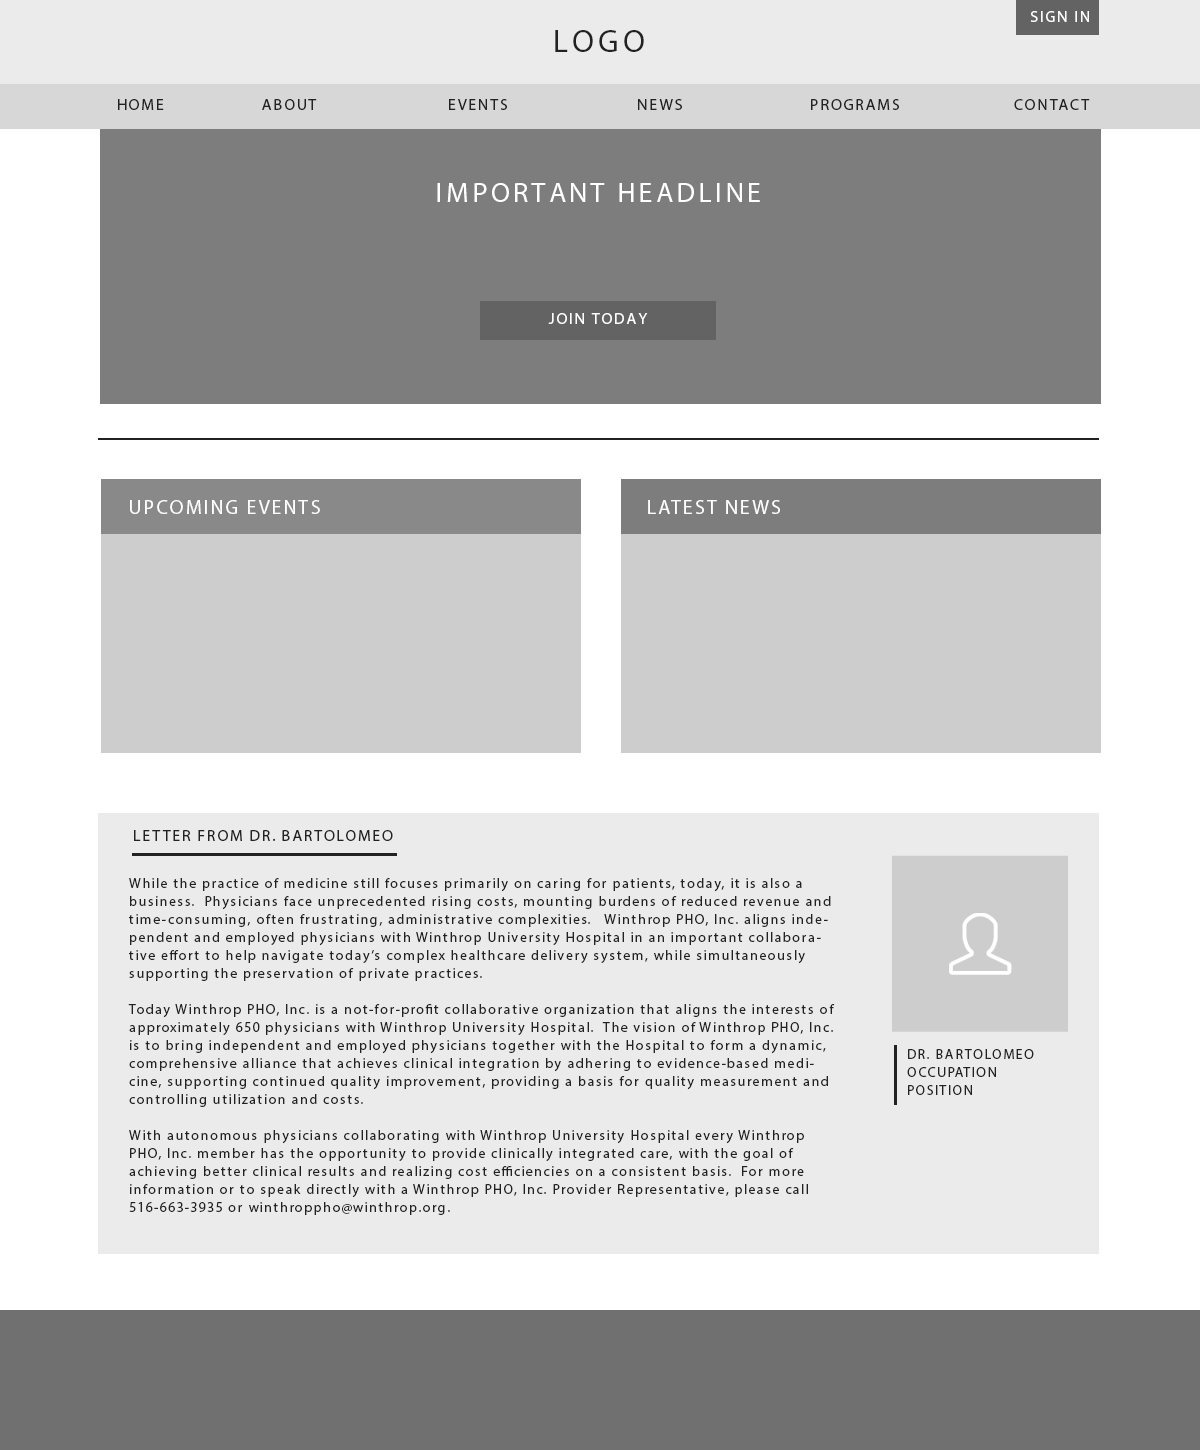 SIGN IN
LOGO
HOME ABOUT EVENTS NEWS PROGRAMS CONTACT
IMPORTANT HEADLINE
JOIN TODAY
UPCOMING EVENTS
LATEST NEWS
LETTER FROM DR. BARTOLOMEO
While the practice of medicine still focuses primarily on caring for patients, today, it is also a
business.  Physicians face unprecedented rising costs, mounting burdens of reduced revenue and
time-consuming, often frustrating, administrative complexities.   Winthrop PHO, Inc. aligns inde-
pendent and employed physicians with Winthrop University Hospital in an important collabora-
tive effort to help navigate today’s complex healthcare delivery system, while simultaneously
supporting the preservation of private practices.
Today Winthrop PHO, Inc. is a not-for-profit collaborative organization that aligns the interests of
approximately 650 physicians with Winthrop University Hospital.  The vision of Winthrop PHO, Inc.
is to bring independent and employed physicians together with the Hospital to form a dynamic,
comprehensive alliance that achieves clinical integration by adhering to evidence-based medi-
cine, supporting continued quality improvement, providing a basis for quality measurement and
controlling utilization and costs.
With autonomous physicians collaborating with Winthrop University Hospital every Winthrop
PHO, Inc. member has the opportunity to provide clinically integrated care, with the goal of
achieving better clinical results and realizing cost efficiencies on a consistent basis.  For more
information or to speak directly with a Winthrop PHO, Inc. Provider Representative, please call
516-663-3935 or winthroppho@winthrop.org.
DR. BARTOLOMEO
OCCUPATION
POSITION